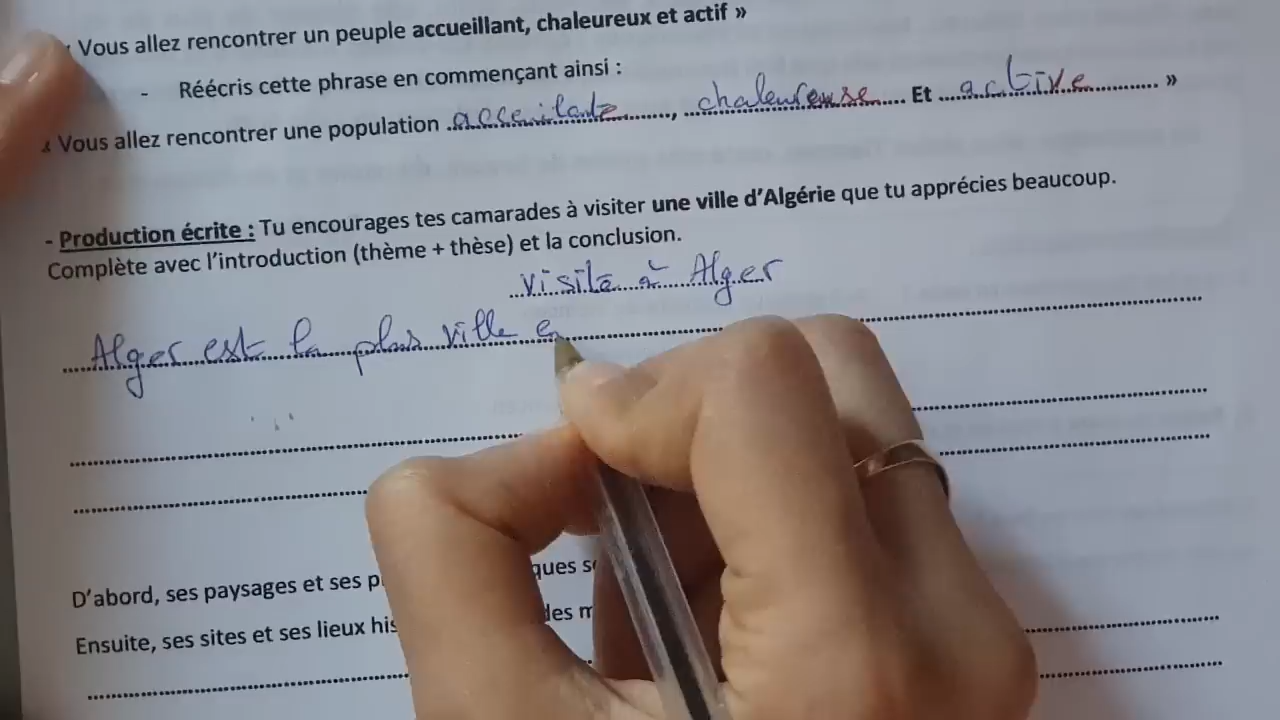 « Vous allez rencontrer un peuple accueillant, chaleureux et actif »
- Réécris cette phrase en commençant ainsi :
« Vous allez rencontrer une population accuilante, chaleureuse Et active »
- Production écrite : Tu encourages tes camarades à visiter une ville d'Algérie que tu apprécies beaucoup.
Complète avec l'introduction (thème + thèse) et la conclusion.
visite à Alger
Alger est la plus ville e
D'abord, ses paysages et ses p
Ensuite, ses sites et ses lieux his